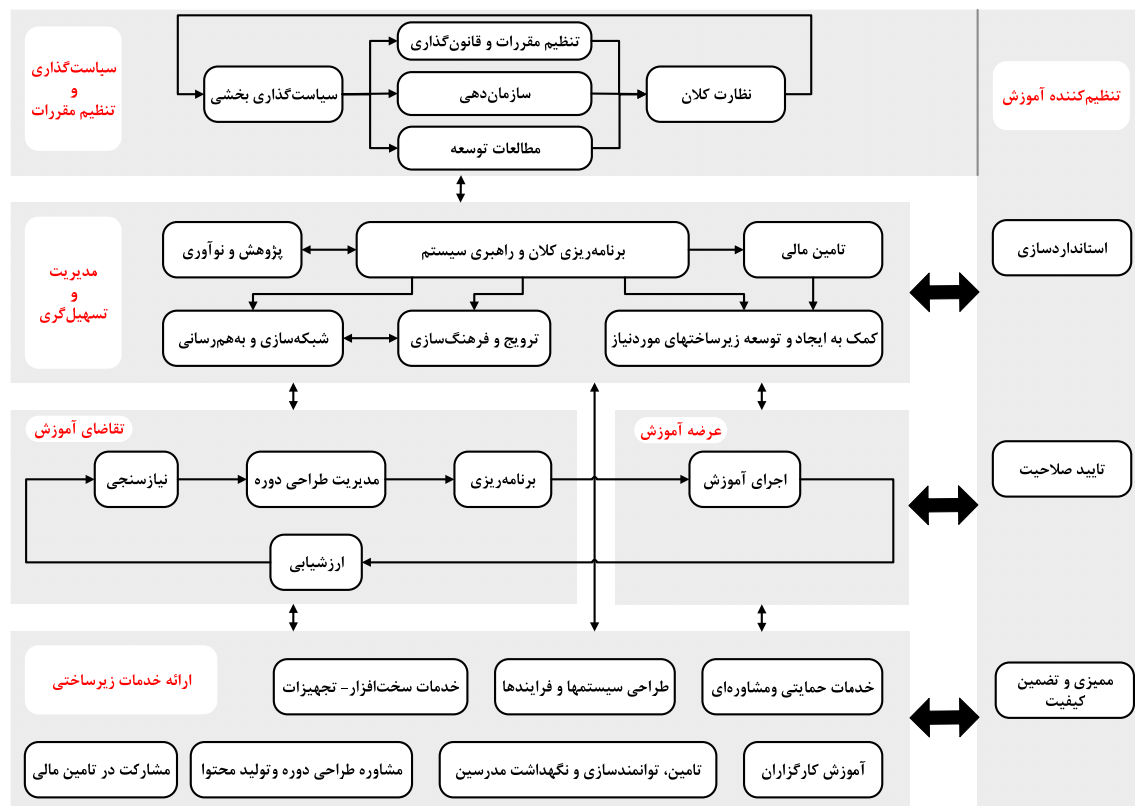 سیاست‌گذاری
و
تنظیم مقررات
سیاست‌گذاری بخشی
تنظیم مقررات و قانون‌گذاری
سازمان‌دهی
مطالعات توسعه
نظارت کلان
تنظیم‌کننده آموزش
مدیریت
و
تسهیل‌گری
پژوهش و نوآوری
برنامه‌ریزی کلان و راهبری سیستم
تامین مالی
شبکه‌سازی و به‌هم‌رسانی
ترویج و فرهنگ‌سازی
کمک به ایجاد و توسعه زیرساختهای موردنیاز
استانداردسازی
تقاضای آموزش
نیازسنجی
مدیریت طراحی دوره
برنامه‌ریزی
ارزشیابی
عرضه آموزش
اجرای آموزش
تایید صلاحیت
ارائه خدمات زیرساختی
خدمات سخت‌افزار- تجهیزات
طراحی سیستمها و فرایندها
خدمات حمایتی ومشاوره‌ای
مشارکت در تامین مالی
مشاوره طراحی دوره وتولید محتوا
تامین، توانمندسازی و نگهداشت مدرسین
آموزش کارگزاران
ممیزی و تضمین
کیفیت